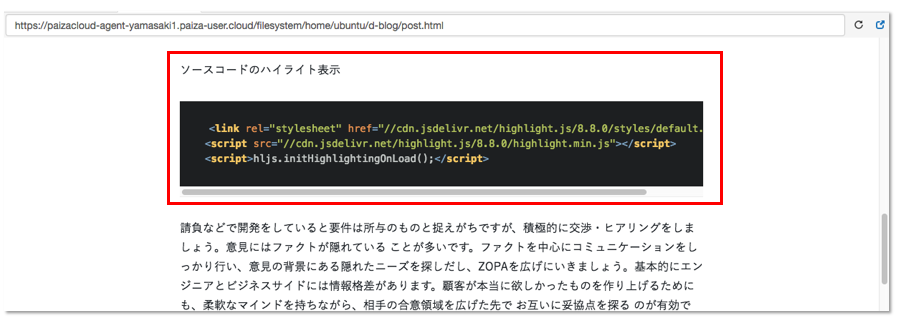 https://paizacloud-agent-yamasaki1.paiza-user.cloud/filesystem/home/ubuntu/d-blog/post.html
ソースコードのハイライト表示
<link rel="stylesheet" href="//cdn.jsdelivr.net/highlight.js/8.8.0/styles/default.
<script src="//cdn.jsdelivr.net/highlight.js/8.8.0/highlight.min.js"></script>
<script>hljs.initHighlightingOnLoad();</script>
請負などで開発をしていると要件は所与のものと捉えがちですが、積極的に交渉・ヒアリングをしま
しょう。意見にはファクトが隠れている ことが多いです。ファクトを中心にコミュニケーションをし
っかり行い、意見の背景にある隠れたニーズを探しだし、ZOPAを広げにいきましょう。基本的にエン
ジニアとビジネスサイドには情報格差があります。顧客が本当に欲しかったものを作り上げるために
も、柔軟なマインドを持ちながら、相手の合意領域を広げた先で お互いに妥協点を探る のが有効で